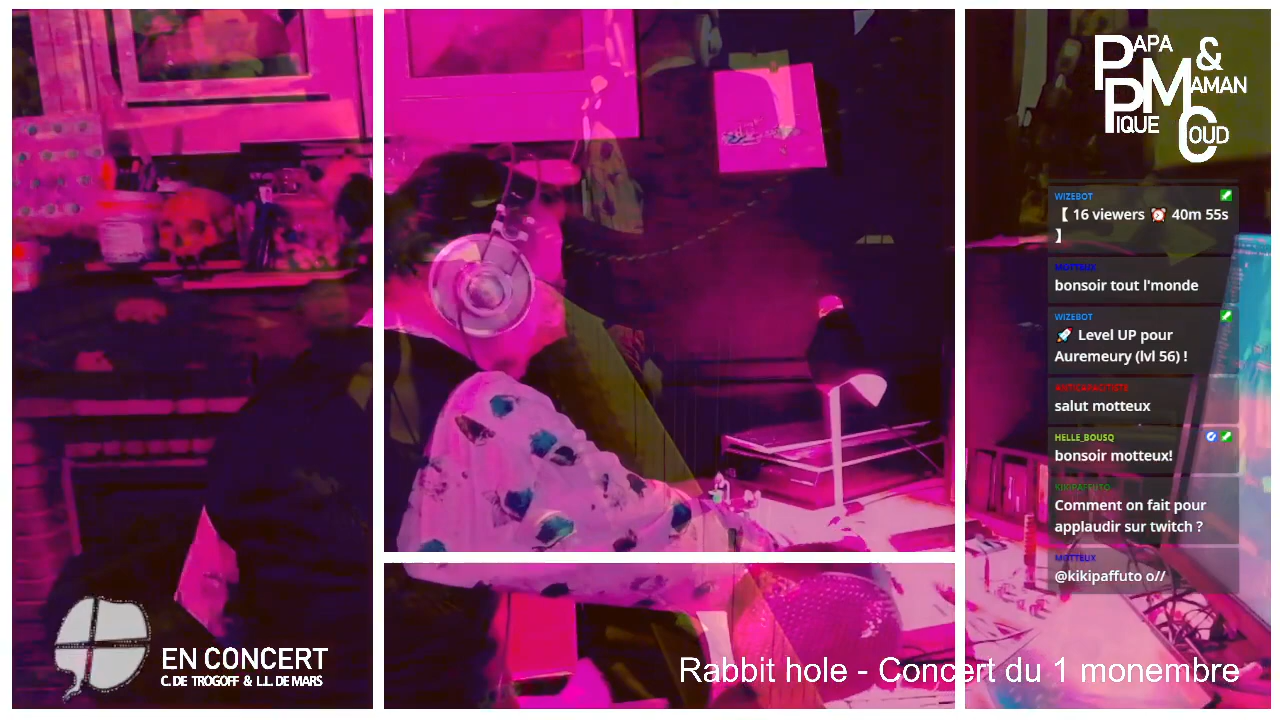 PAPA
&
MAMAN
PIQUE
COUD
WIZEBOT
【 16 viewers ⏰ 40m 55s
】
MOTTEUX
bonsoir tout l'monde
WIZEBOT
🚀 Level UP pour
Auremeury (lvl 56) !
ANTICAPACITISTE
salut motteux
HELLE_BOUSQ
bonsoir motteux!
KIKIPAFFUTO
Comment on fait pour
applaudir sur twitch ?
MOTTEUX
@kikipaffuto o//
EN CONCERT
C. DE TROGOFF & L.L. DE MARS
Rabbit hole - Concert du 1 monembre